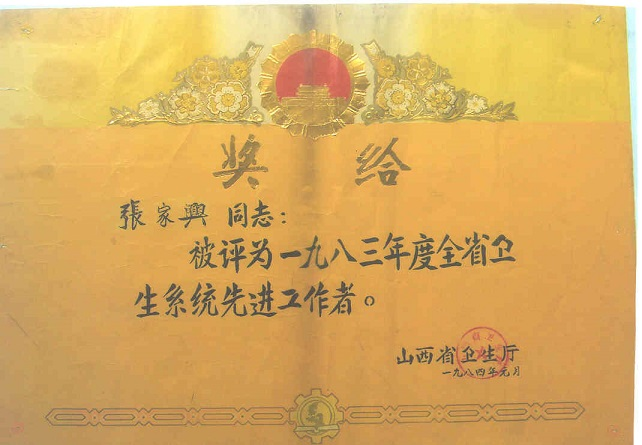 奖 给
張家興 同志：
被评为一九八三年度全省卫
生系统先进工作者。
山西省卫生厅
一九八四年元月